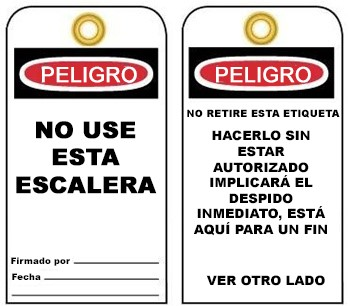 PELIGRO
NO USE
ESTA
ESCALERA
Firmado por
Fecha
PELIGRO
NO RETIRE ESTA ETIQUETA
HACERLO SIN
ESTAR
AUTORIZADO
IMPLICARÁ EL
DESPIDO
INMEDIATO, ESTÁ
AQUÍ PARA UN FIN
VER OTRO LADO